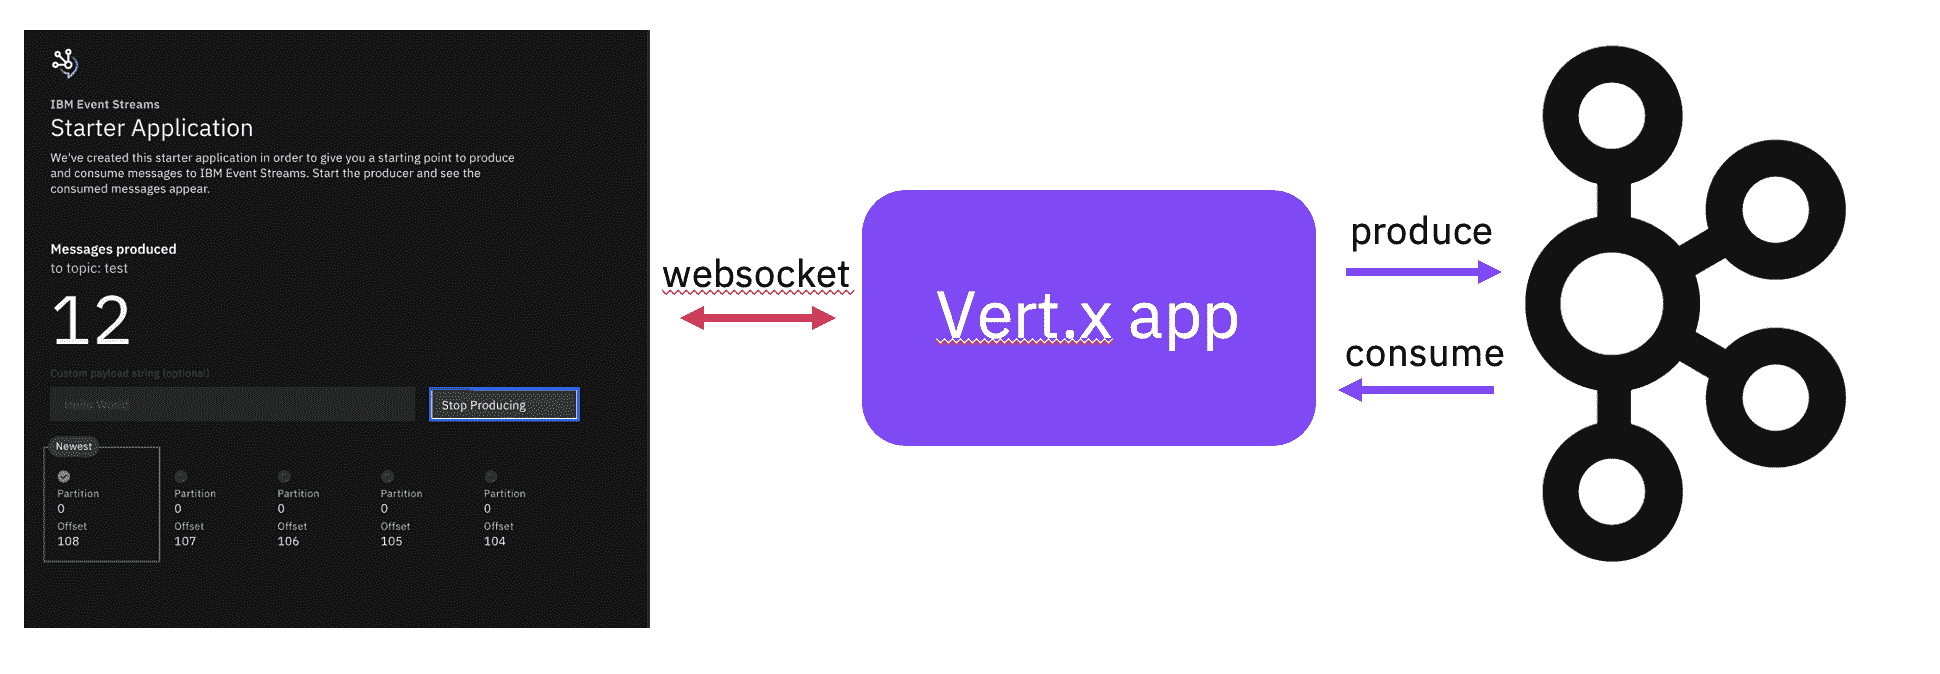 IBM Event Streams
Starter Application
We've created this starter application in order to give you a starting point to produce
and consume messages to IBM Event Streams. Start the producer and see the
consumed messages appear.
Messages produced
to topic: test
12
Custom payload string (optional)
Hello World
Stop Producing
Newest
Partition Partition Partition Partition Partition
0 0 0 0 0
Offset Offset Offset Offset Offset
108 107 106 105 104
websocket
Vert.x app
produce
consume